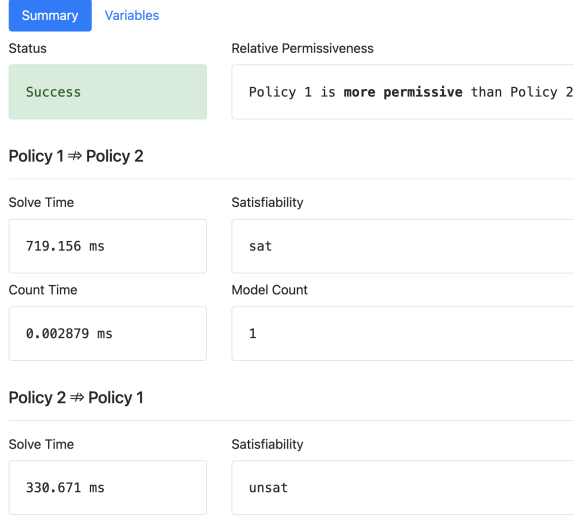 Summary Variables
Status Relative Permissiveness
Success Policy 1 is more permissive than Policy 2
Policy 1 ⇏ Policy 2
Solve Time Satisfiability
719.156 ms sat
Count Time Model Count
0.002879 ms 1
Policy 2 ⇏ Policy 1
Solve Time Satisfiability
330.671 ms unsat